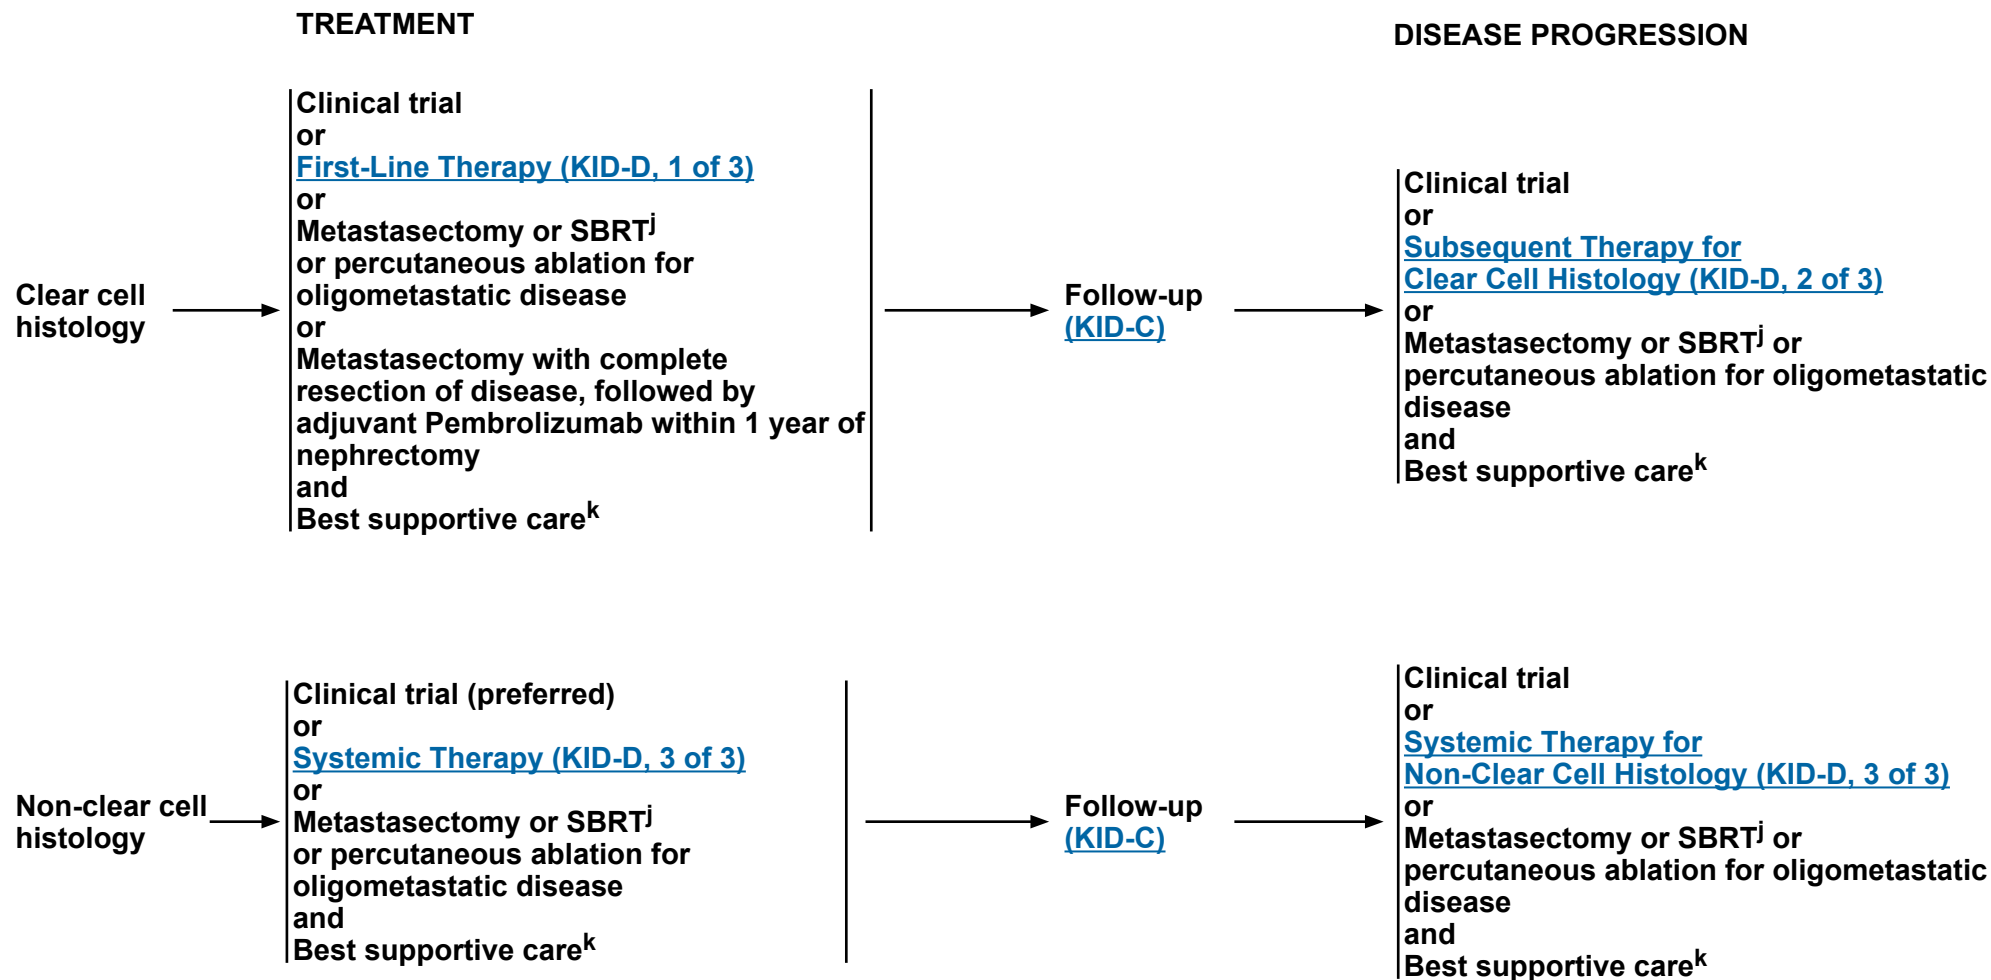 TREATMENT
DISEASE PROGRESSION
Clear cell
histology
Clinical trial
or
First-Line Therapy (KID-D, 1 of 3)
or
Metastasectomy or SBRTj
or percutaneous ablation for
oligometastatic disease
or
Metastasectomy with complete
resection of disease, followed by
adjuvant Pembrolizumab within 1 year of
nephrectomy
and
Best supportive carek
Follow-up
(KID-C)
Clinical trial
or
Subsequent Therapy for
Clear Cell Histology (KID-D, 2 of 3)
or
Metastasectomy or SBRTj or
percutaneous ablation for oligometastatic
disease
and
Best supportive carek
Non-clear cell
histology
Clinical trial (preferred)
or
Systemic Therapy (KID-D, 3 of 3)
or
Metastasectomy or SBRTj
or percutaneous ablation for
oligometastatic disease
and
Best supportive carek
Follow-up
(KID-C)
Clinical trial
or
Systemic Therapy for
Non-Clear Cell Histology (KID-D, 3 of 3)
or
Metastasectomy or SBRTj or
percutaneous ablation for oligometastatic
disease
and
Best supportive carek